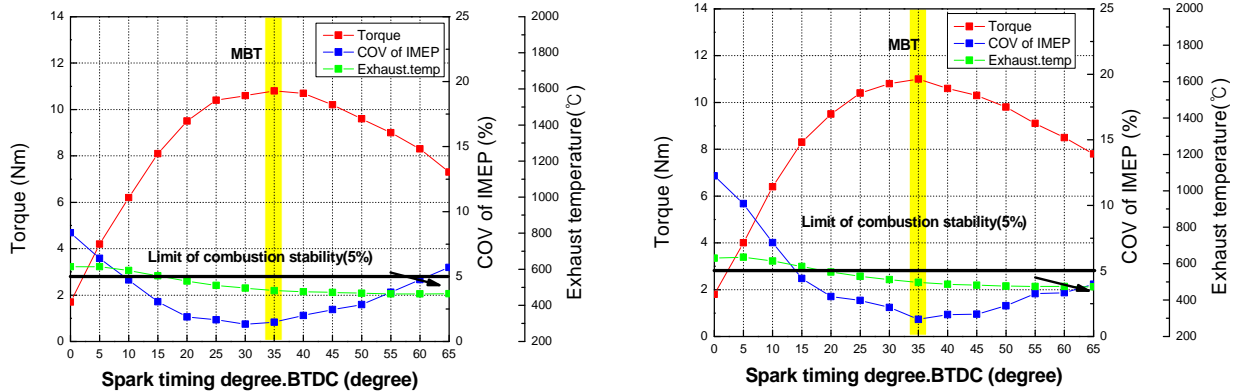 14
12
10
8
6
4
2
0
Torque (Nm)
0 5 10 15 20 25 30 35 40 45 50 55 60 65
Spark timing degree.BTDC (degree)
MBT
Torque
COV of IMEP
Exhaust.temp
Limit of combustion stability(5%)
25
20
15
10
5
0
COV of IMEP (%)
2000
1800
1600
1400
1200
1000
800
600
400
200
Exhaust temperature(℃)
14
12
10
8
6
4
2
0
Torque (Nm)
0 5 10 15 20 25 30 35 40 45 50 55 60 65
Spark timing degree.BTDC (degree)
MBT
Torque
COV of IMEP
Exhaust.temp
Limit of combustion stability(5%)
25
20
15
10
5
0
COV of IMEP (%)
2000
1800
1600
1400
1200
1000
800
600
400
200
Exhaust temperature(℃)